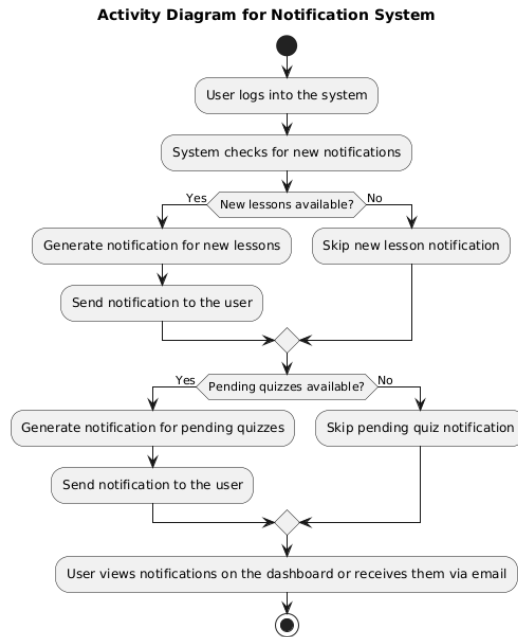 Activity Diagram for Notification System
User logs into the system
System checks for new notifications
Yes
New lessons available?
No
Generate notification for new lessons
Skip new lesson notification
Send notification to the user
Yes
Pending quizzes available?
No
Generate notification for pending quizzes
Skip pending quiz notification
Send notification to the user
User views notifications on the dashboard or receives them via email